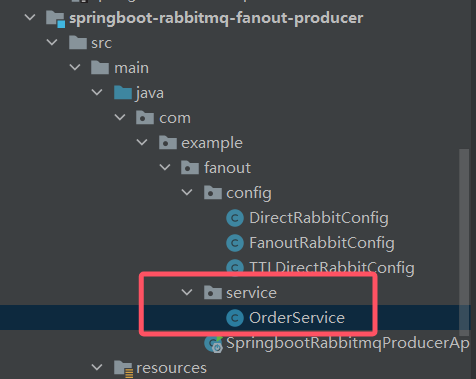 springboot-rabbitmq-fanout-producer
src
main
java
com
example
fanout
config
DirectRabbitConfig
FanoutRabbitConfig
TTLDirectRabbitConfig
service
OrderService
SpringbootRabbitmqProducerAp
resources